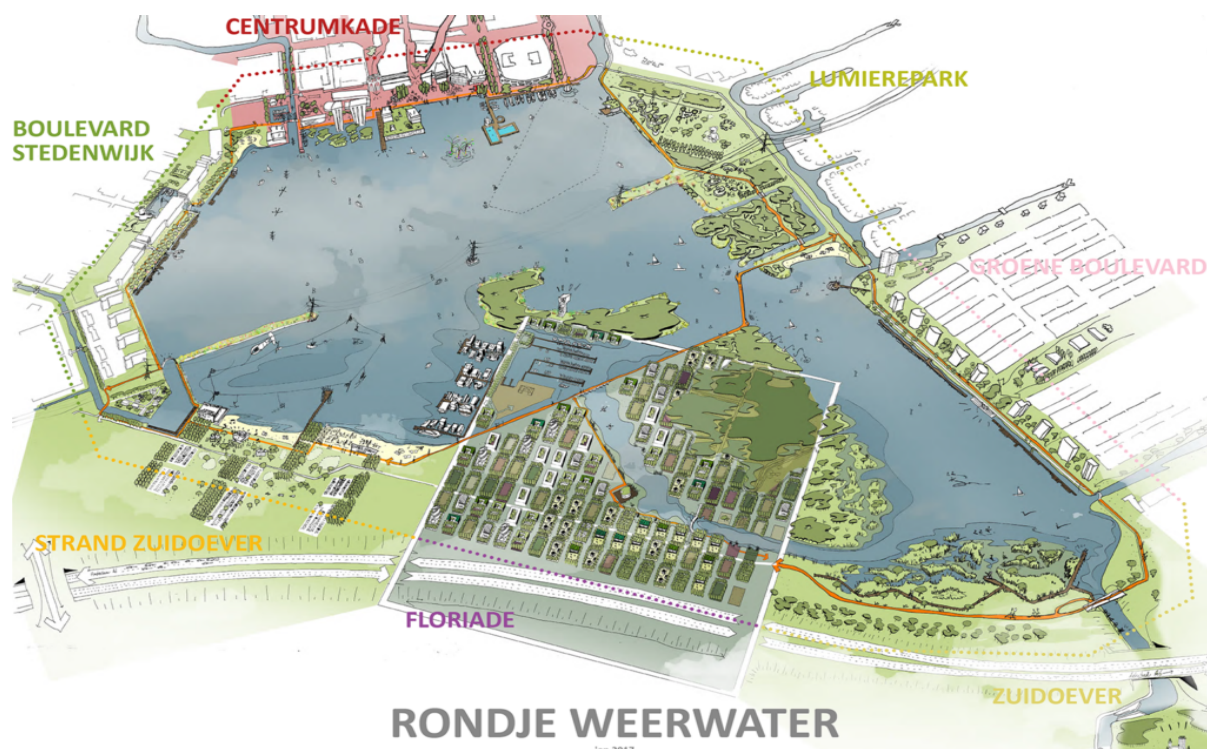 CENTRUMKADE
LUMIEREPARK
BOULEVARD
STEDENWIJK
GROENE BOULEVARD
STRAND ZUIDOEVER
FLORIADE
ZUIDOEVER
RONDJE WEERWATER